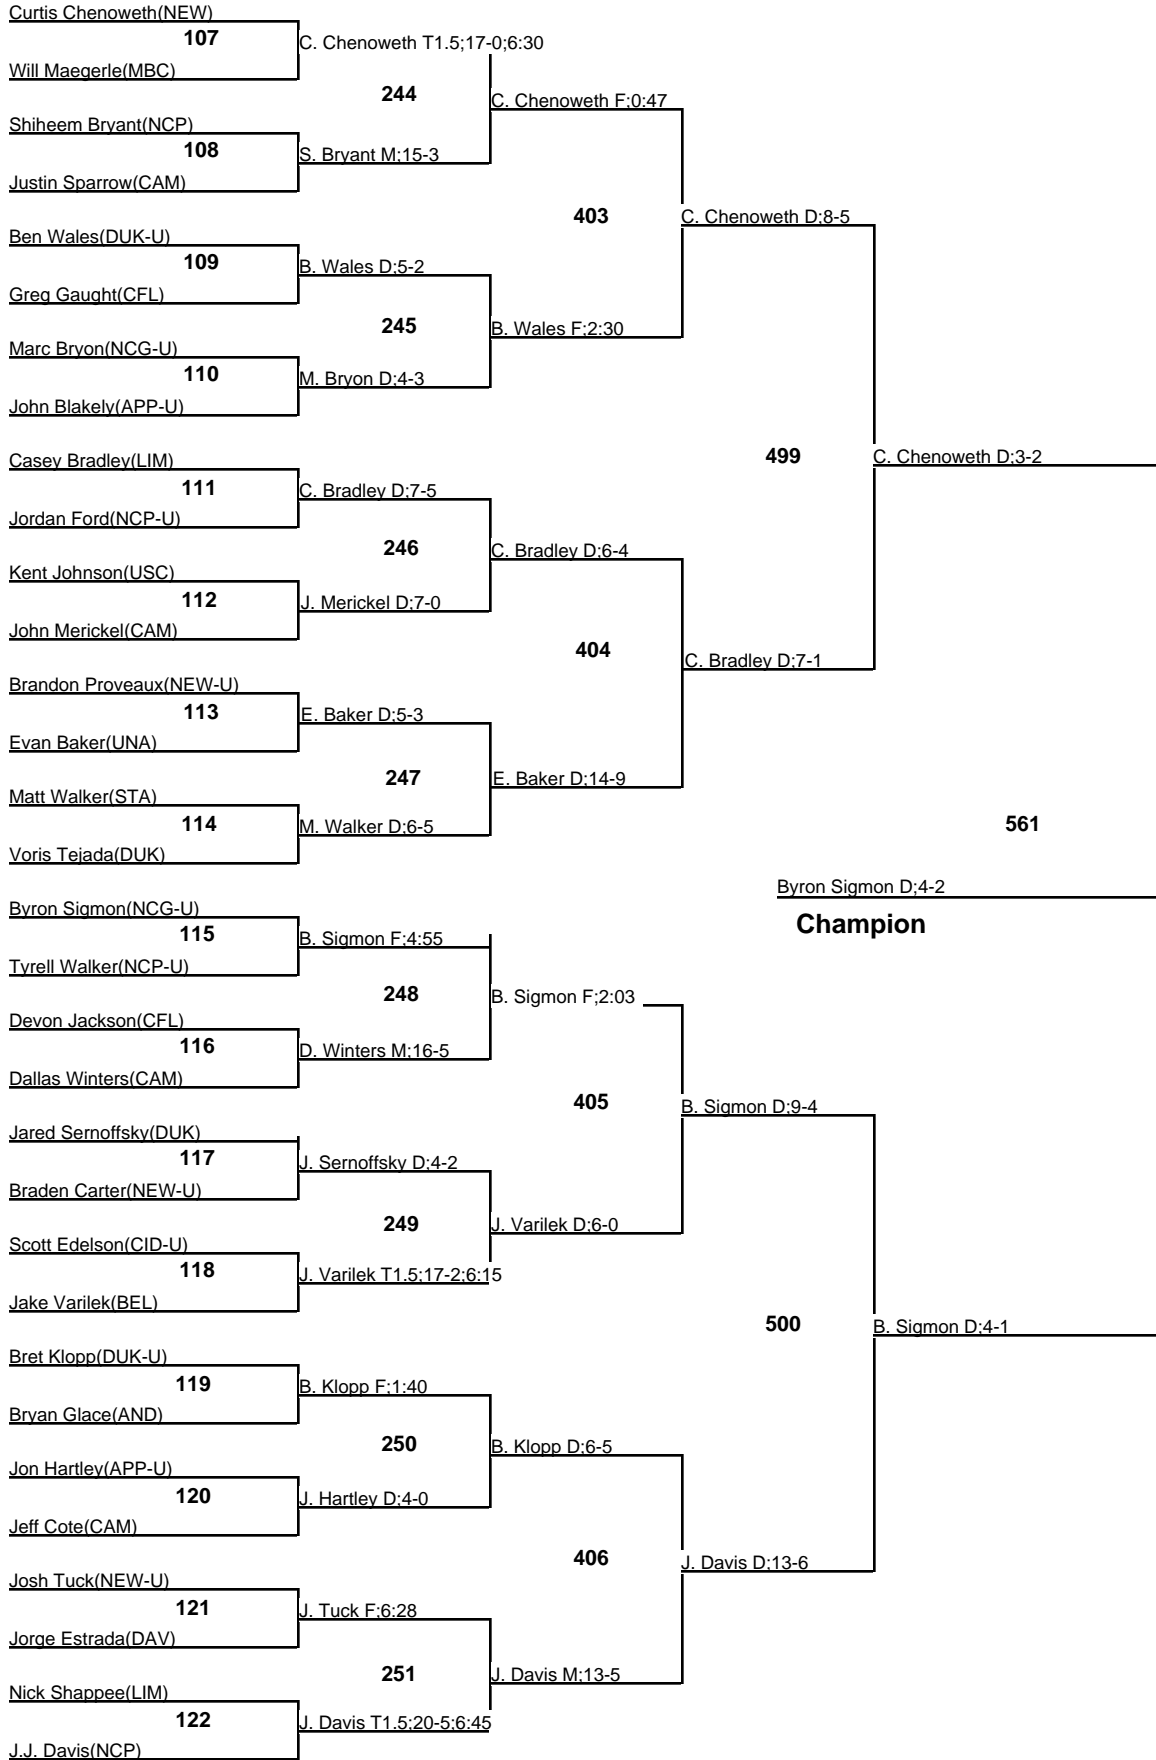 Curtis Chenoweth(NEW)
107
C. Chenoweth T1.5;17-0;6:30
Will Maegerle(MBC)
244
C. Chenoweth F;0:47
Shiheem Bryant(NCP)
108
S. Bryant M;15-3
Justin Sparrow(CAM)
403
C. Chenoweth D;8-5
Ben Wales(DUK-U)
109
B. Wales D;5-2
Greg Gaught(CFL)
245
B. Wales F;2:30
Marc Bryon(NCG-U)
110
M. Bryon D;4-3
John Blakely(APP-U)
499
C. Chenoweth D;3-2
Casey Bradley(LIM)
111
C. Bradley D;7-5
Jordan Ford(NCP-U)
246
C. Bradley D;6-4
Kent Johnson(USC)
112
J. Merickel D;7-0
John Merickel(CAM)
404
C. Bradley D;7-1
Brandon Proveaux(NEW-U)
113
E. Baker D;5-3
Evan Baker(UNA)
247
E. Baker D;14-9
Matt Walker(STA)
114
M. Walker D;6-5
Voris Tejada(DUK)
561
Byron Sigmon D;4-2
Champion
Byron Sigmon(NCG-U)
115
B. Sigmon F;4:55
Tyrell Walker(NCP-U)
248
B. Sigmon F;2:03
Devon Jackson(CFL)
116
D. Winters M;16-5
Dallas Winters(CAM)
405
B. Sigmon D;9-4
Jared Sernoffsky(DUK)
117
J. Sernoffsky D;4-2
Braden Carter(NEW-U)
249
J. Varilek D;6-0
Scott Edelson(CID-U)
118
J. Varilek T1.5;17-2;6:15
Jake Varilek(BEL)
500
B. Sigmon D;4-1
Bret Klopp(DUK-U)
119
B. Klopp F;1:40
Bryan Glace(AND)
250
B. Klopp D;6-5
Jon Hartley(APP-U)
120
J. Hartley D;4-0
Jeff Cote(CAM)
406
J. Davis D;13-6
Josh Tuck(NEW-U)
121
J. Tuck F;6:28
Jorge Estrada(DAV)
251
J. Davis M;13-5
Nick Shappee(LIM)
122
J. Davis T1.5;20-5;6:45
J.J. Davis(NCP)